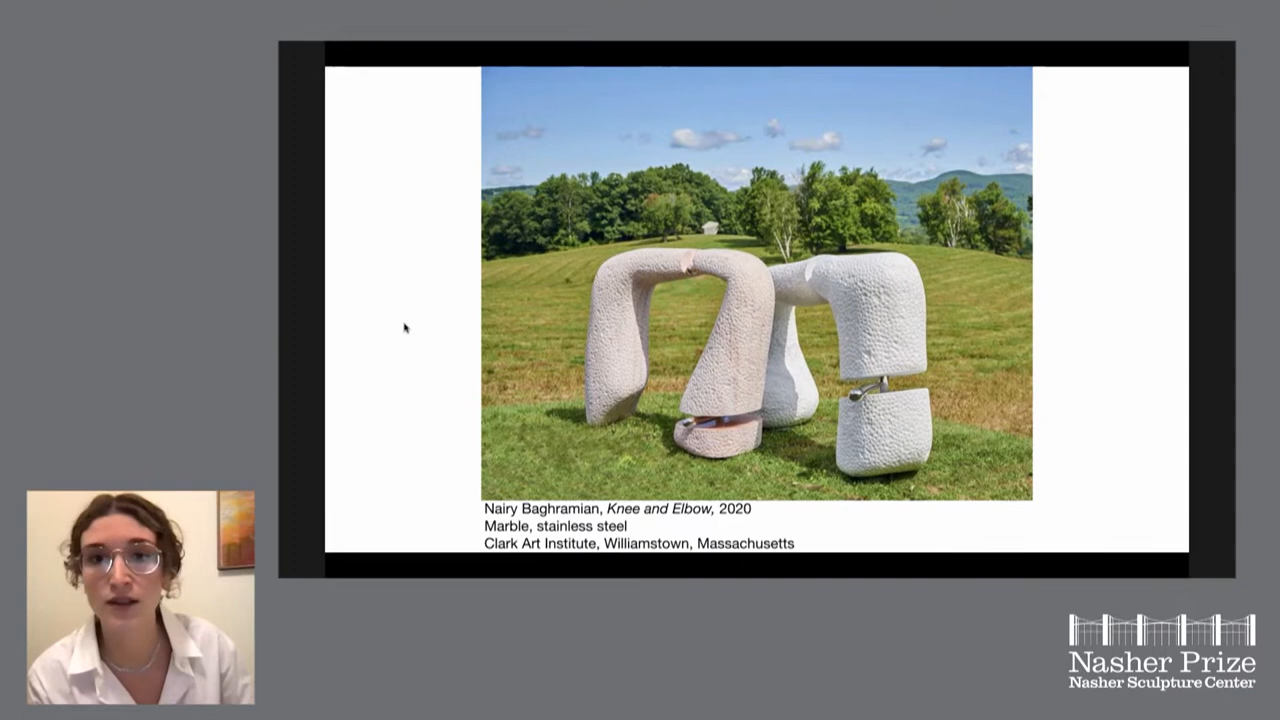 Nairy Baghramian, Knee and Elbow, 2020
Marble, stainless steel
Clark Art Institute, Williamstown, Massachusetts
Nasher Prize
Nasher Sculpture Center